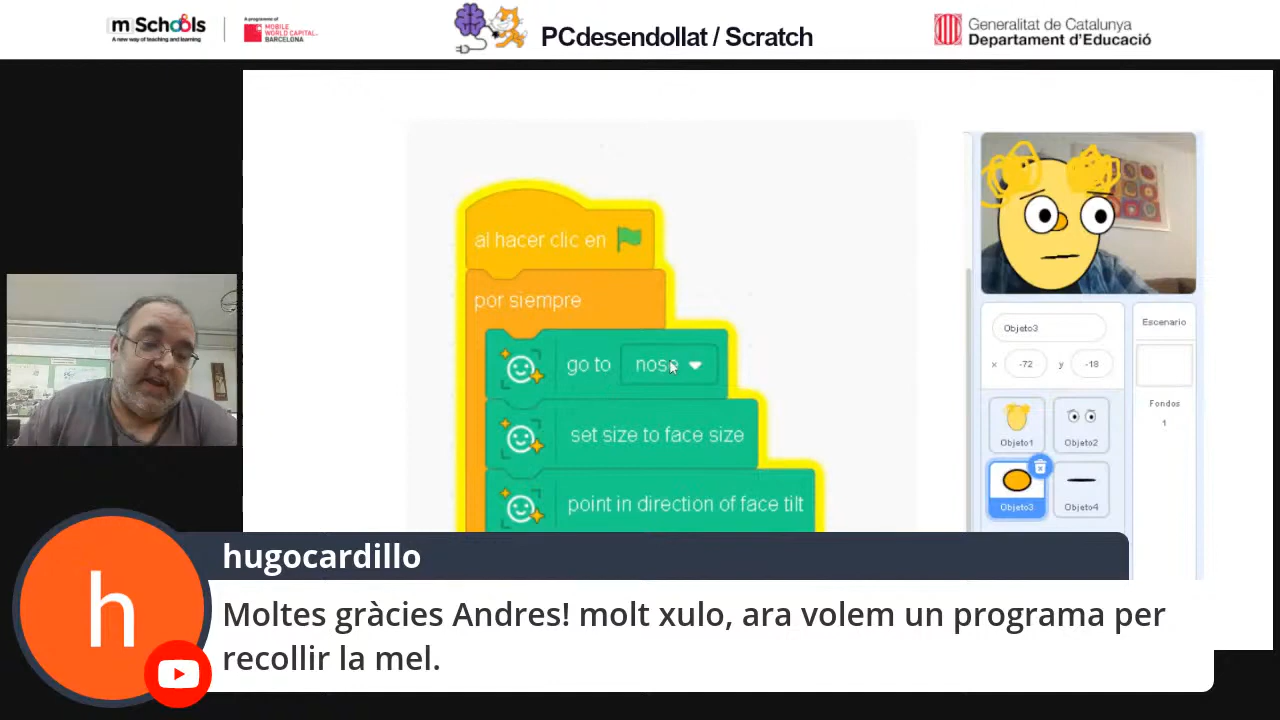 mSchools
A new way of teaching and learning
A programme of
MOBILE
WORLD CAPITAL
BARCELONA
PCdesendollat / Scratch
Generalitat de Catalunya
Departament d'Educació
al hacer clic en
por siempre
go to nose
set size to face size
point in direction of face tilt
Objeto3
Escenario
x -72 y -18
Objeto1
Objeto2
Fondos
1
Objeto3
Objeto4
h
hugocardillo
Moltes gràcies Andres! molt xulo, ara volem un programa per
recollir la mel.